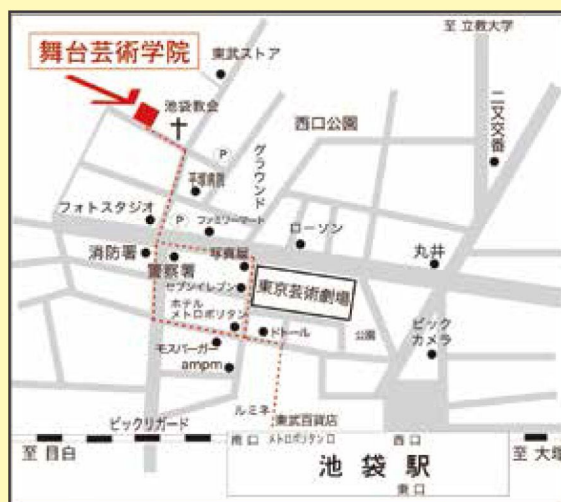 至 立教大学
舞台芸術学院
東武ストア
池袋教会
西口公園
二又交番
P
グラウンド
平塚病院
フォトスタジオ
P
ファミリーマート
ローソン
丸井
消防署
写真屋
警察署
セブンイレブン
東京芸術劇場
ホテル
メトロポリタン
ドトール
公園
ビック
カメラ
モスバーガー
ampm
ルミネ
東武百貨店
ビックリガード
南口
メトロポリタン口
西口
至 目白
池袋駅
至 大塚
東口